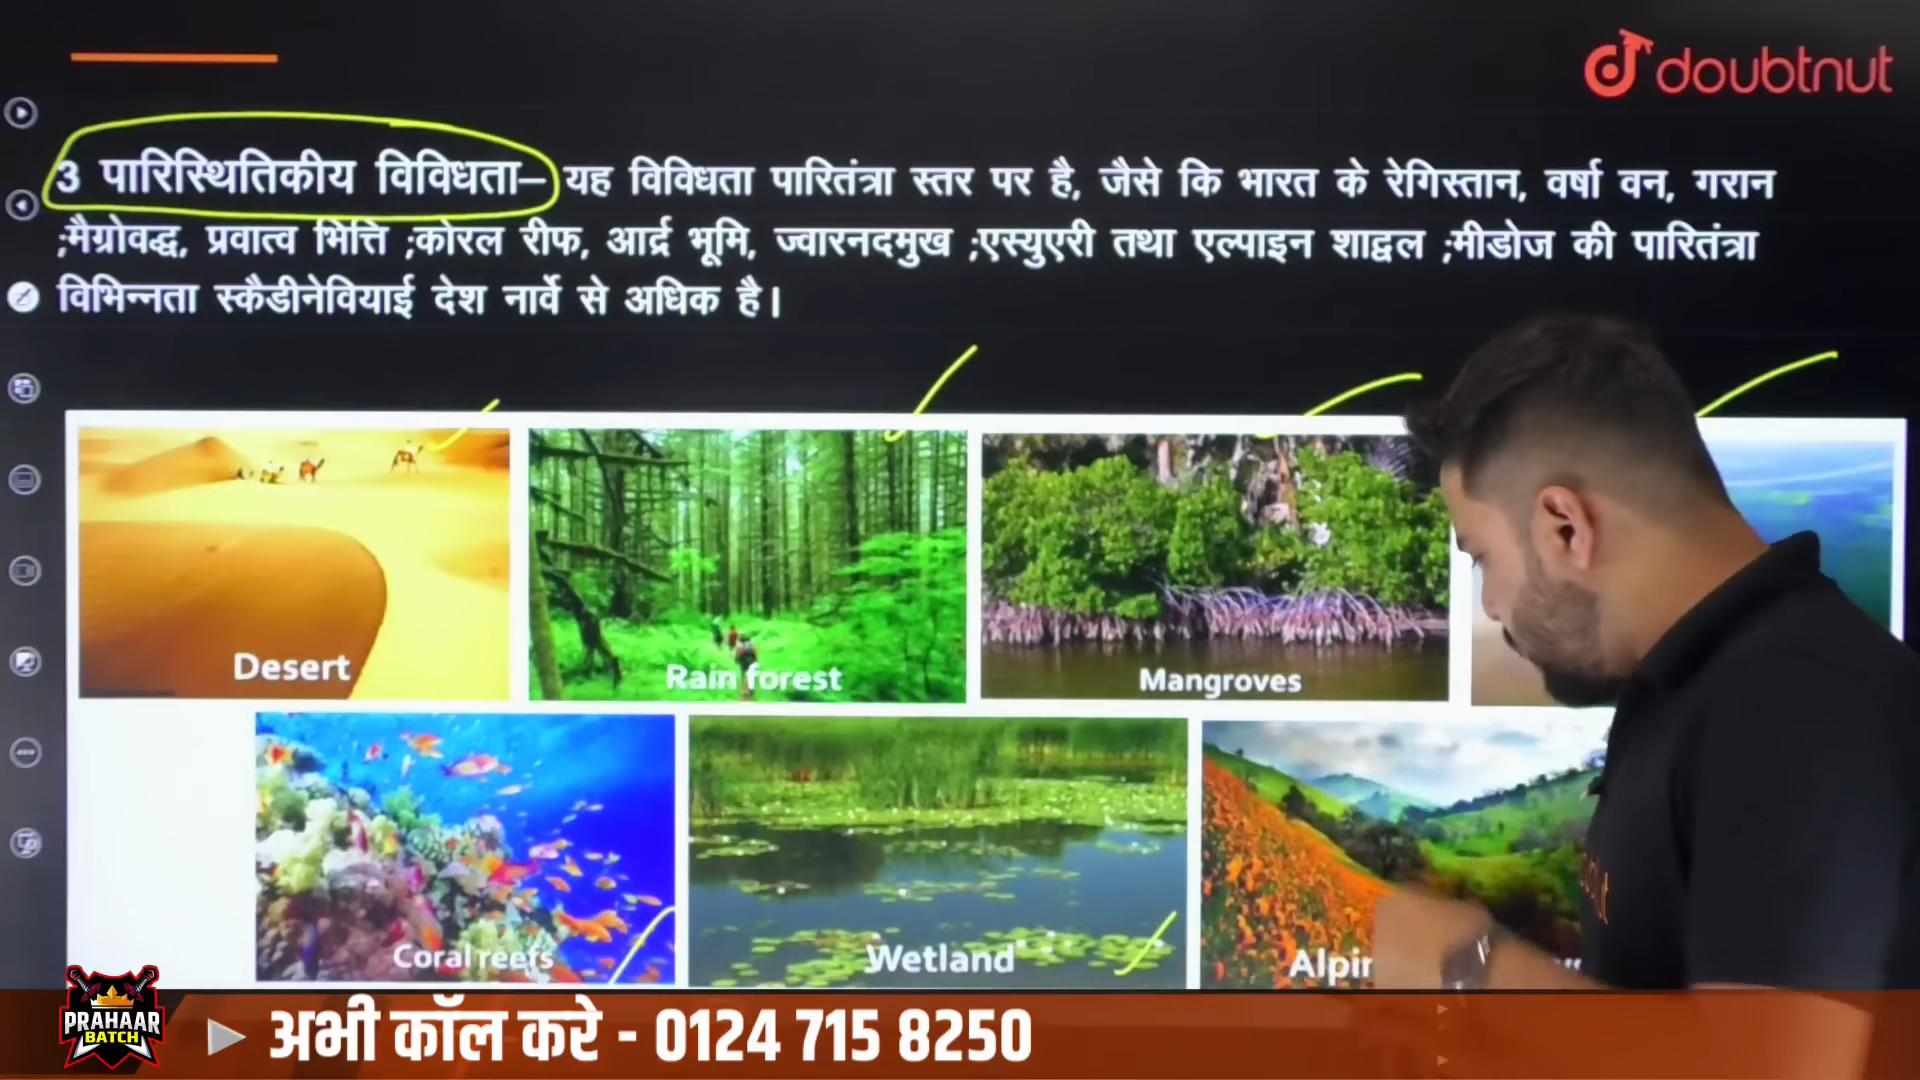 doubtnut
3 पारिस्थितिकीय विविधता– यह विविधता पारितंत्रा स्तर पर है, जैसे कि भारत के रेगिस्तान, वर्षा वन, गरान
;मैग्रोवद्ध, प्रवात्व भित्ति ;कोरल रीफ, आर्द्र भूमि, ज्वारनदमुख ;एस्युएरी तथा एल्पाइन शाद्वल ;मीडोज की पारितंत्रा
विभिन्नता स्कैडीनेवियाई देश नार्वे से अधिक है।
Desert
Rain forest
Mangroves
Coral reefs
Wetland
PRAHAAR
BATCH
अभी कॉल करे - 0124 715 8250